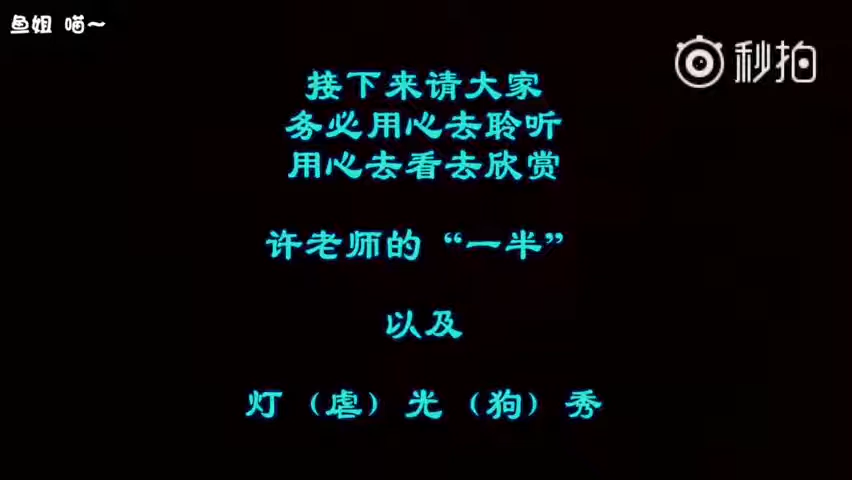 鱼姐 喵～
秒拍
接下来请大家
务必用心去聆听
用心去看去欣赏
许老师的“一半”
以及
灯（虐）光（狗）秀